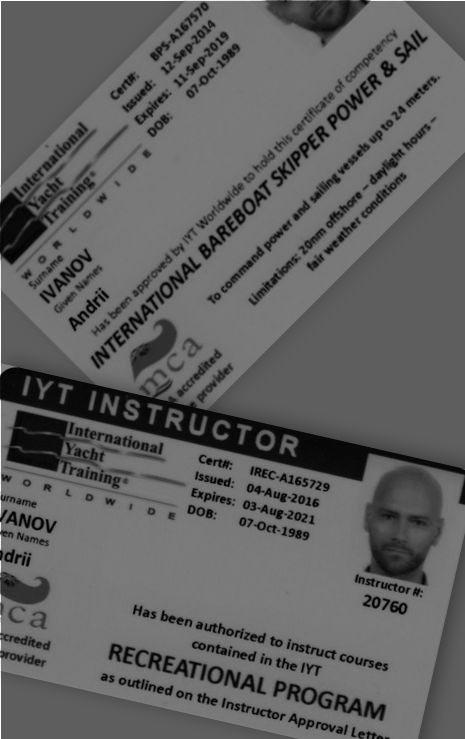 Cert#: BPS-A167570
Issued: 12-Sep-2014
Expires: 11-Sep-2019
DOB: 07-Oct-1989
International
Yacht
Training®
WORLDWIDE
Surname
IVANOV
Given Names
Andrii
Has been approved by IYT Worldwide to hold this certificate of competency
INTERNATIONAL BAREBOAT SKIPPER POWER & SAIL
To command power and sailing vessels up to 24 meters.
Limitations: 20nm offshore – daylight hours –
fair weather conditions
mca
accredited
provider
IYT INSTRUCTOR
International
Yacht
Training®
WORLDWIDE
Cert#: IREC-A165729
Issued: 04-Aug-2016
Expires: 03-Aug-2021
DOB: 07-Oct-1989
urname
VANOV
ven Names
ndrii
mca
ccredited
provider
Instructor #:
20760
Has been authorized to instruct courses
contained in the IYT
RECREATIONAL PROGRAM
as outlined on the Instructor Approval Letter